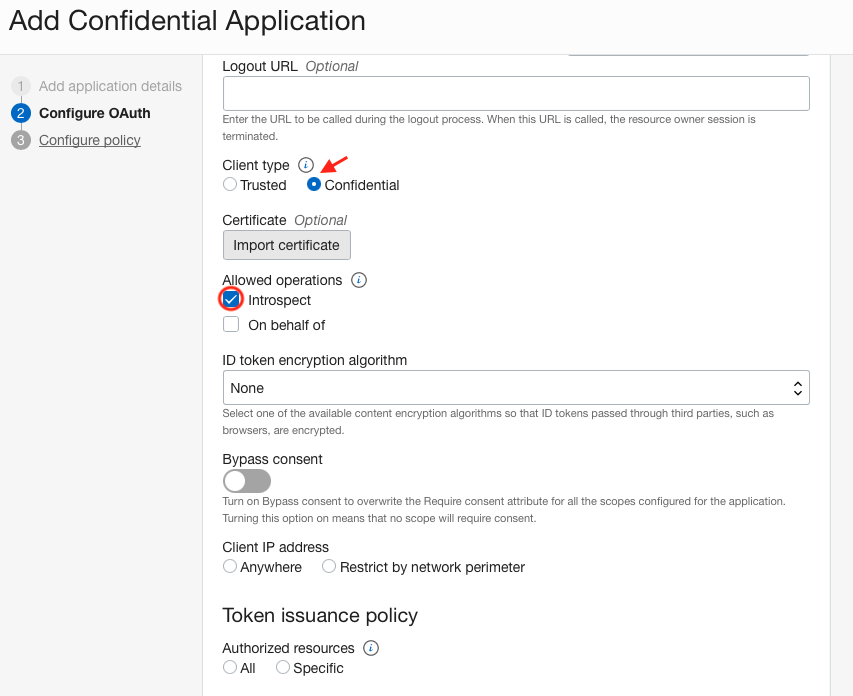 Add Confidential Application
1 Add application details
2 Configure OAuth
3 Configure policy
Logout URL Optional
Enter the URL to be called during the logout process. When this URL is called, the resource owner session is
terminated.
Client type i
Trusted Confidential
Certificate Optional
Import certificate
Allowed operations i
Introspect
On behalf of
ID token encryption algorithm
None
Select one of the available content encryption algorithms so that ID tokens passed through third parties, such as
browsers, are encrypted.
Bypass consent
Turn on Bypass consent to overwrite the Require consent attribute for all the scopes configured for the application.
Turning this option on means that no scope will require consent.
Client IP address
Anywhere Restrict by network perimeter
Token issuance policy
Authorized resources i
All Specific